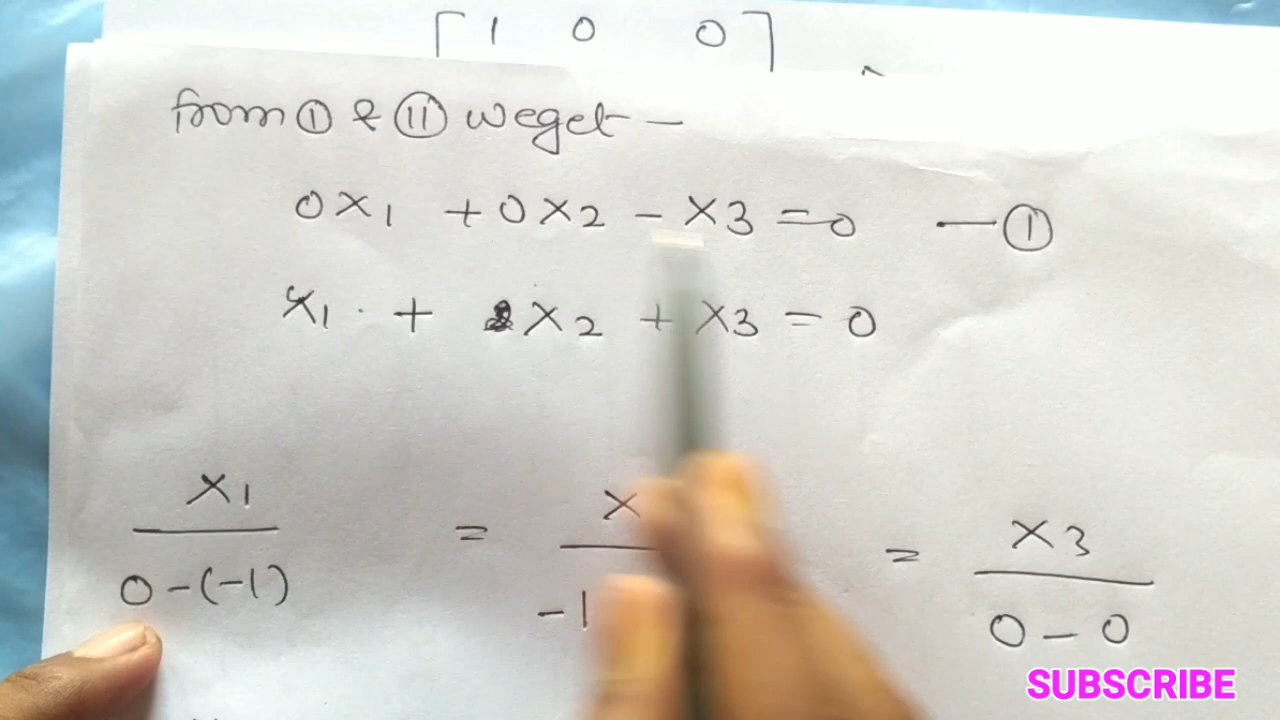 1 0 0
from ① & ⑪ we get —
0x1 + 0x2 - x3 = 0 — ①
x1 + x2 + x3 = 0
x1 = x = x3
0-(-1) -1 0-0
SUBSCRIBE